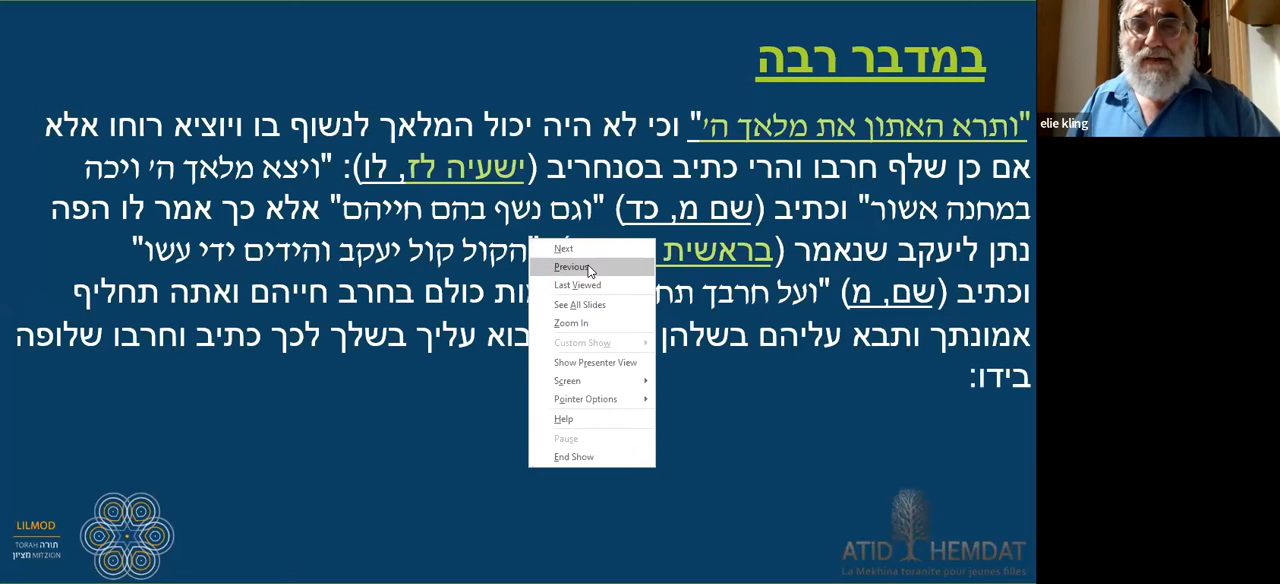 במדבר רבה
"ותרא האתון את מלאך ה'" וכי לא היה יכול המלאך לנשוף בו ויוציא רוחו אלא
אם כן שלף חרבו והרי כתיב בסנחריב (ישעיה לז, לו): "ויצא מלאך ה' ויכה
במחנה אשור" וכתיב (שם מ, כד) "וגם נשף בהם חייהם" אלא כך אמר לו הפה
נתן ליעקב שנאמר (בראשית "הקול קול יעקב והידים ידי עשו"
וכתיב (שם, מ) "ועל חרבך תח ות כולם בחרב חייהם ואתה תחליף
אמונתך ותבא עליהם בשלהן בוא עליך בשלך לכך כתיב וחרבו שלופה
בידו:
Next
Previous
Last Viewed
See All Slides
Zoom In
Custom Show
Show Presenter View
Screen
Pointer Options
Help
Pause
End Show
elie kling
LILMOD
TORAH תורה
MITZION מציון
ATID HEMDAT
La Mekhina toranite pour jeunes filles